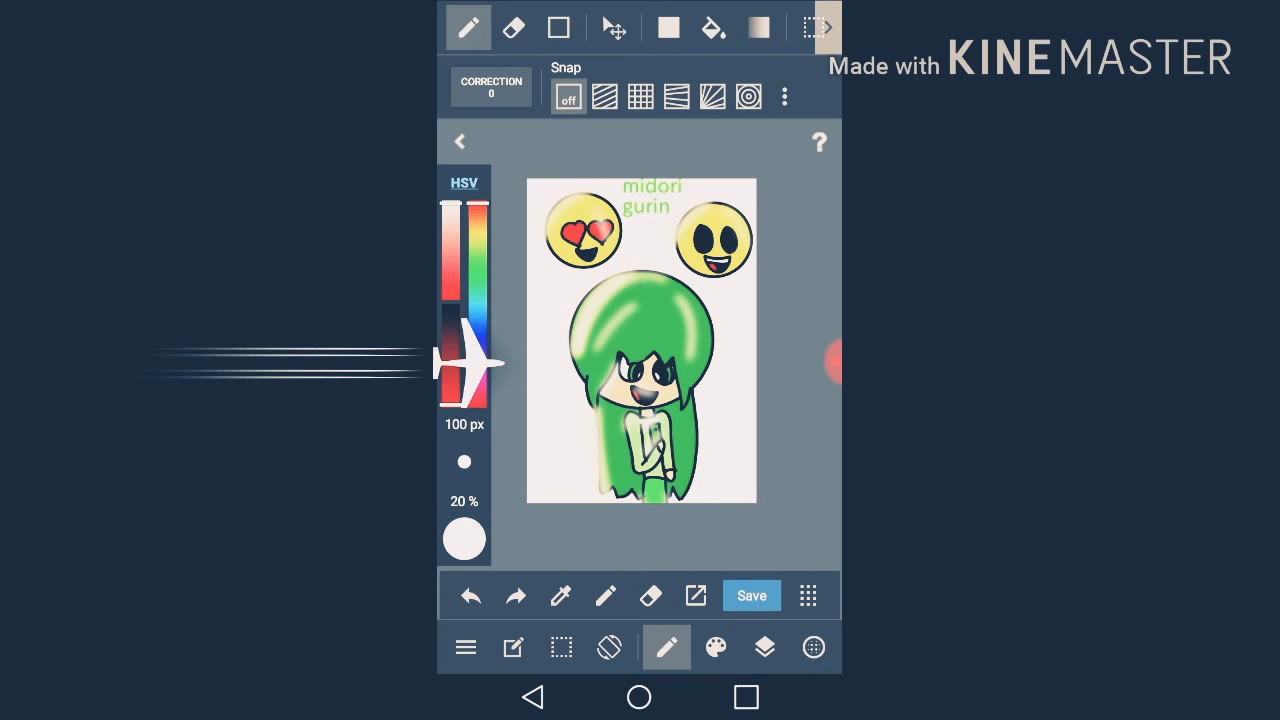 Made with KINEMASTER
CORRECTION
0
Snap
off
?
HSV
midori
gurin
100 px
20 %
Save